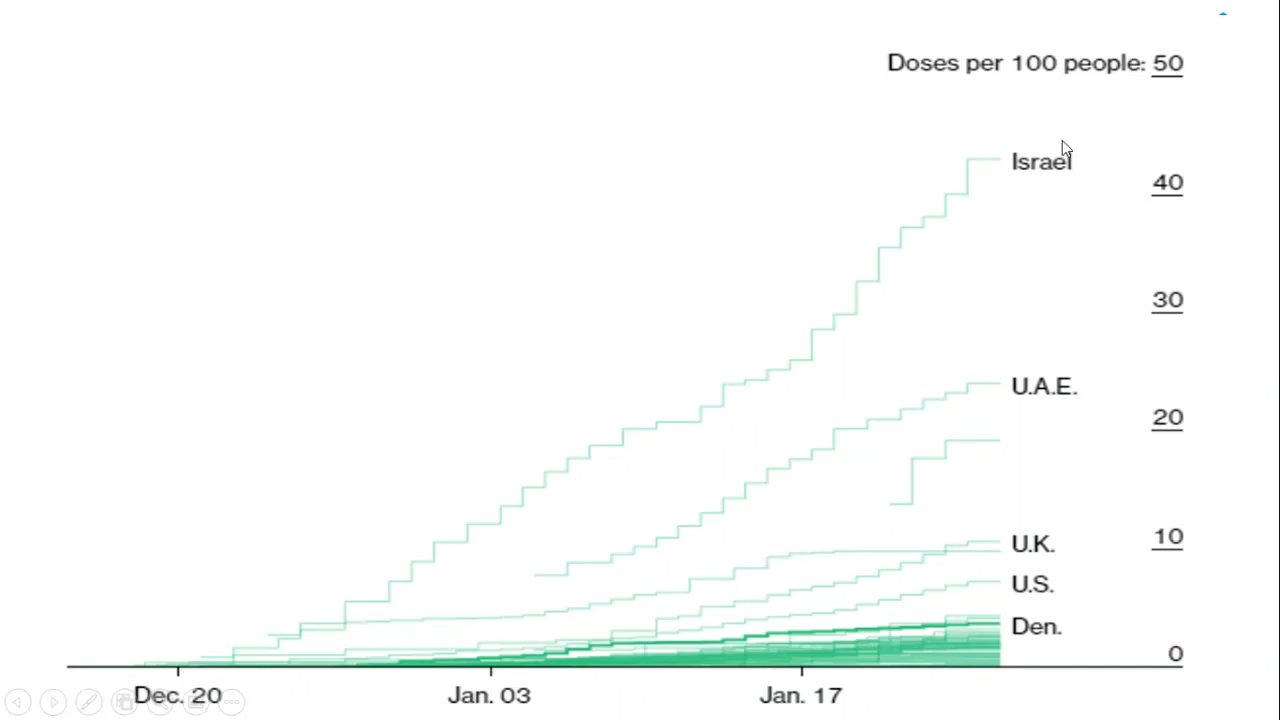 Doses per 100 people: 50
Israel
40
30
U.A.E.
20
10
U.K.
U.S.
Den.
0
Dec. 20 Jan. 03 Jan. 17